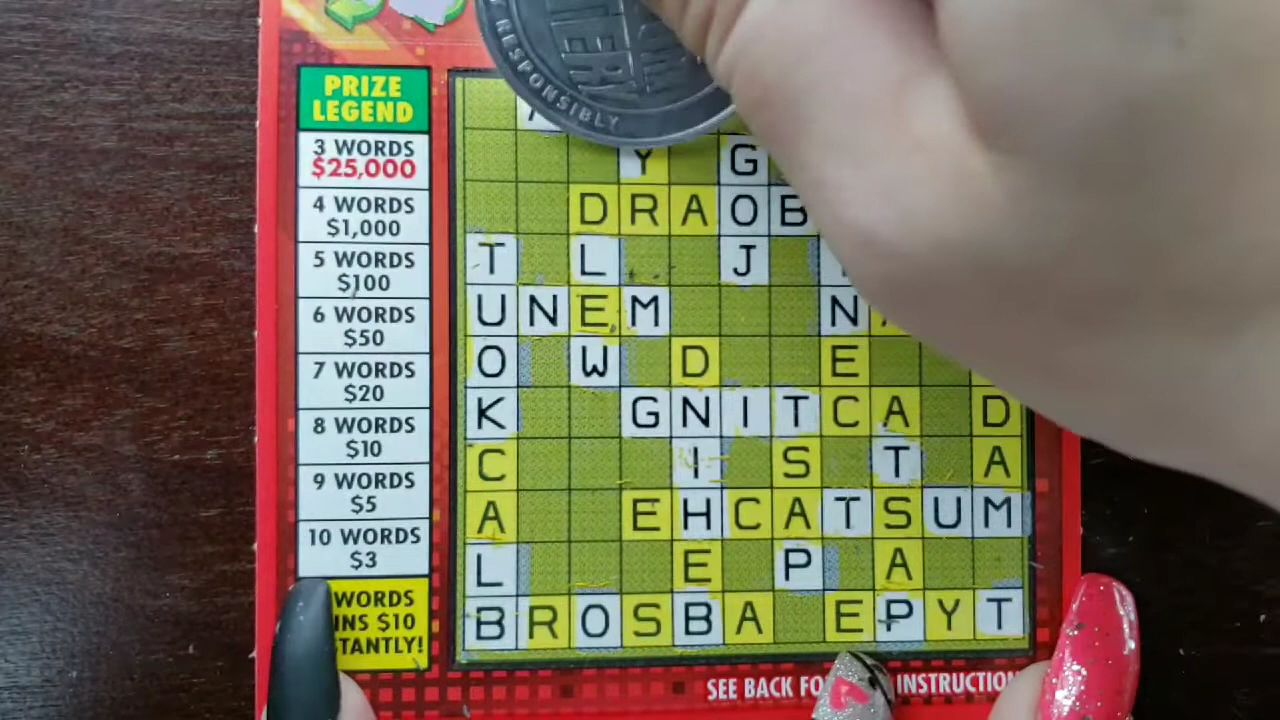 RESPONSIBLY
PRIZE
LEGEND
3 WORDS
$25,000
4 WORDS
$1,000
5 WORDS
$100
6 WORDS
$50
7 WORDS
$20
8 WORDS
$10
9 WORDS
$5
10 WORDS
$3
WORDS
INS $10
STANTLY!
Y G
D R A O B
T L J
U N E M N
O W D E
K G N I T C A D
C I S T A
A E H C A T S U M
L E P A
B R O S B A E P Y T
SEE BACK FO INSTRUCTION